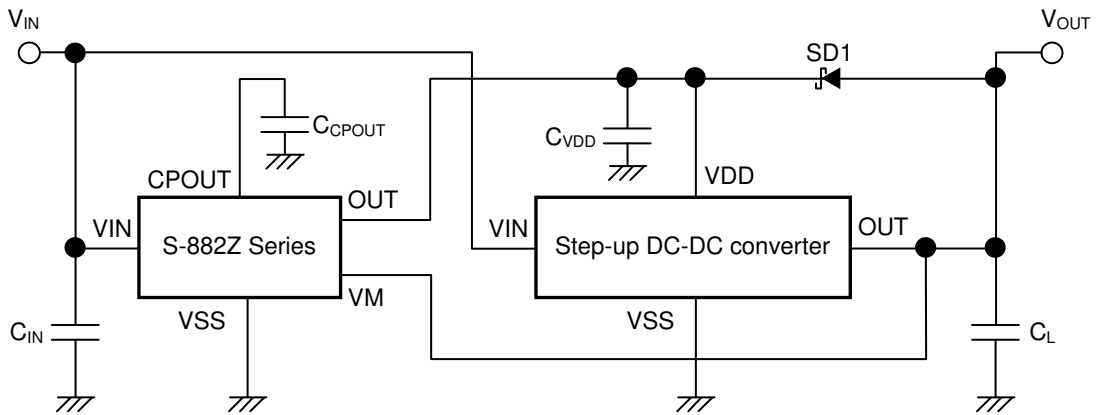 VIN
VOUT
SD1
CCPOUT
CVDD
CPOUT
OUT
VDD
VIN
S-882Z Series
VIN
Step-up DC-DC converter
OUT
VM
VSS
VSS
CIN
CL